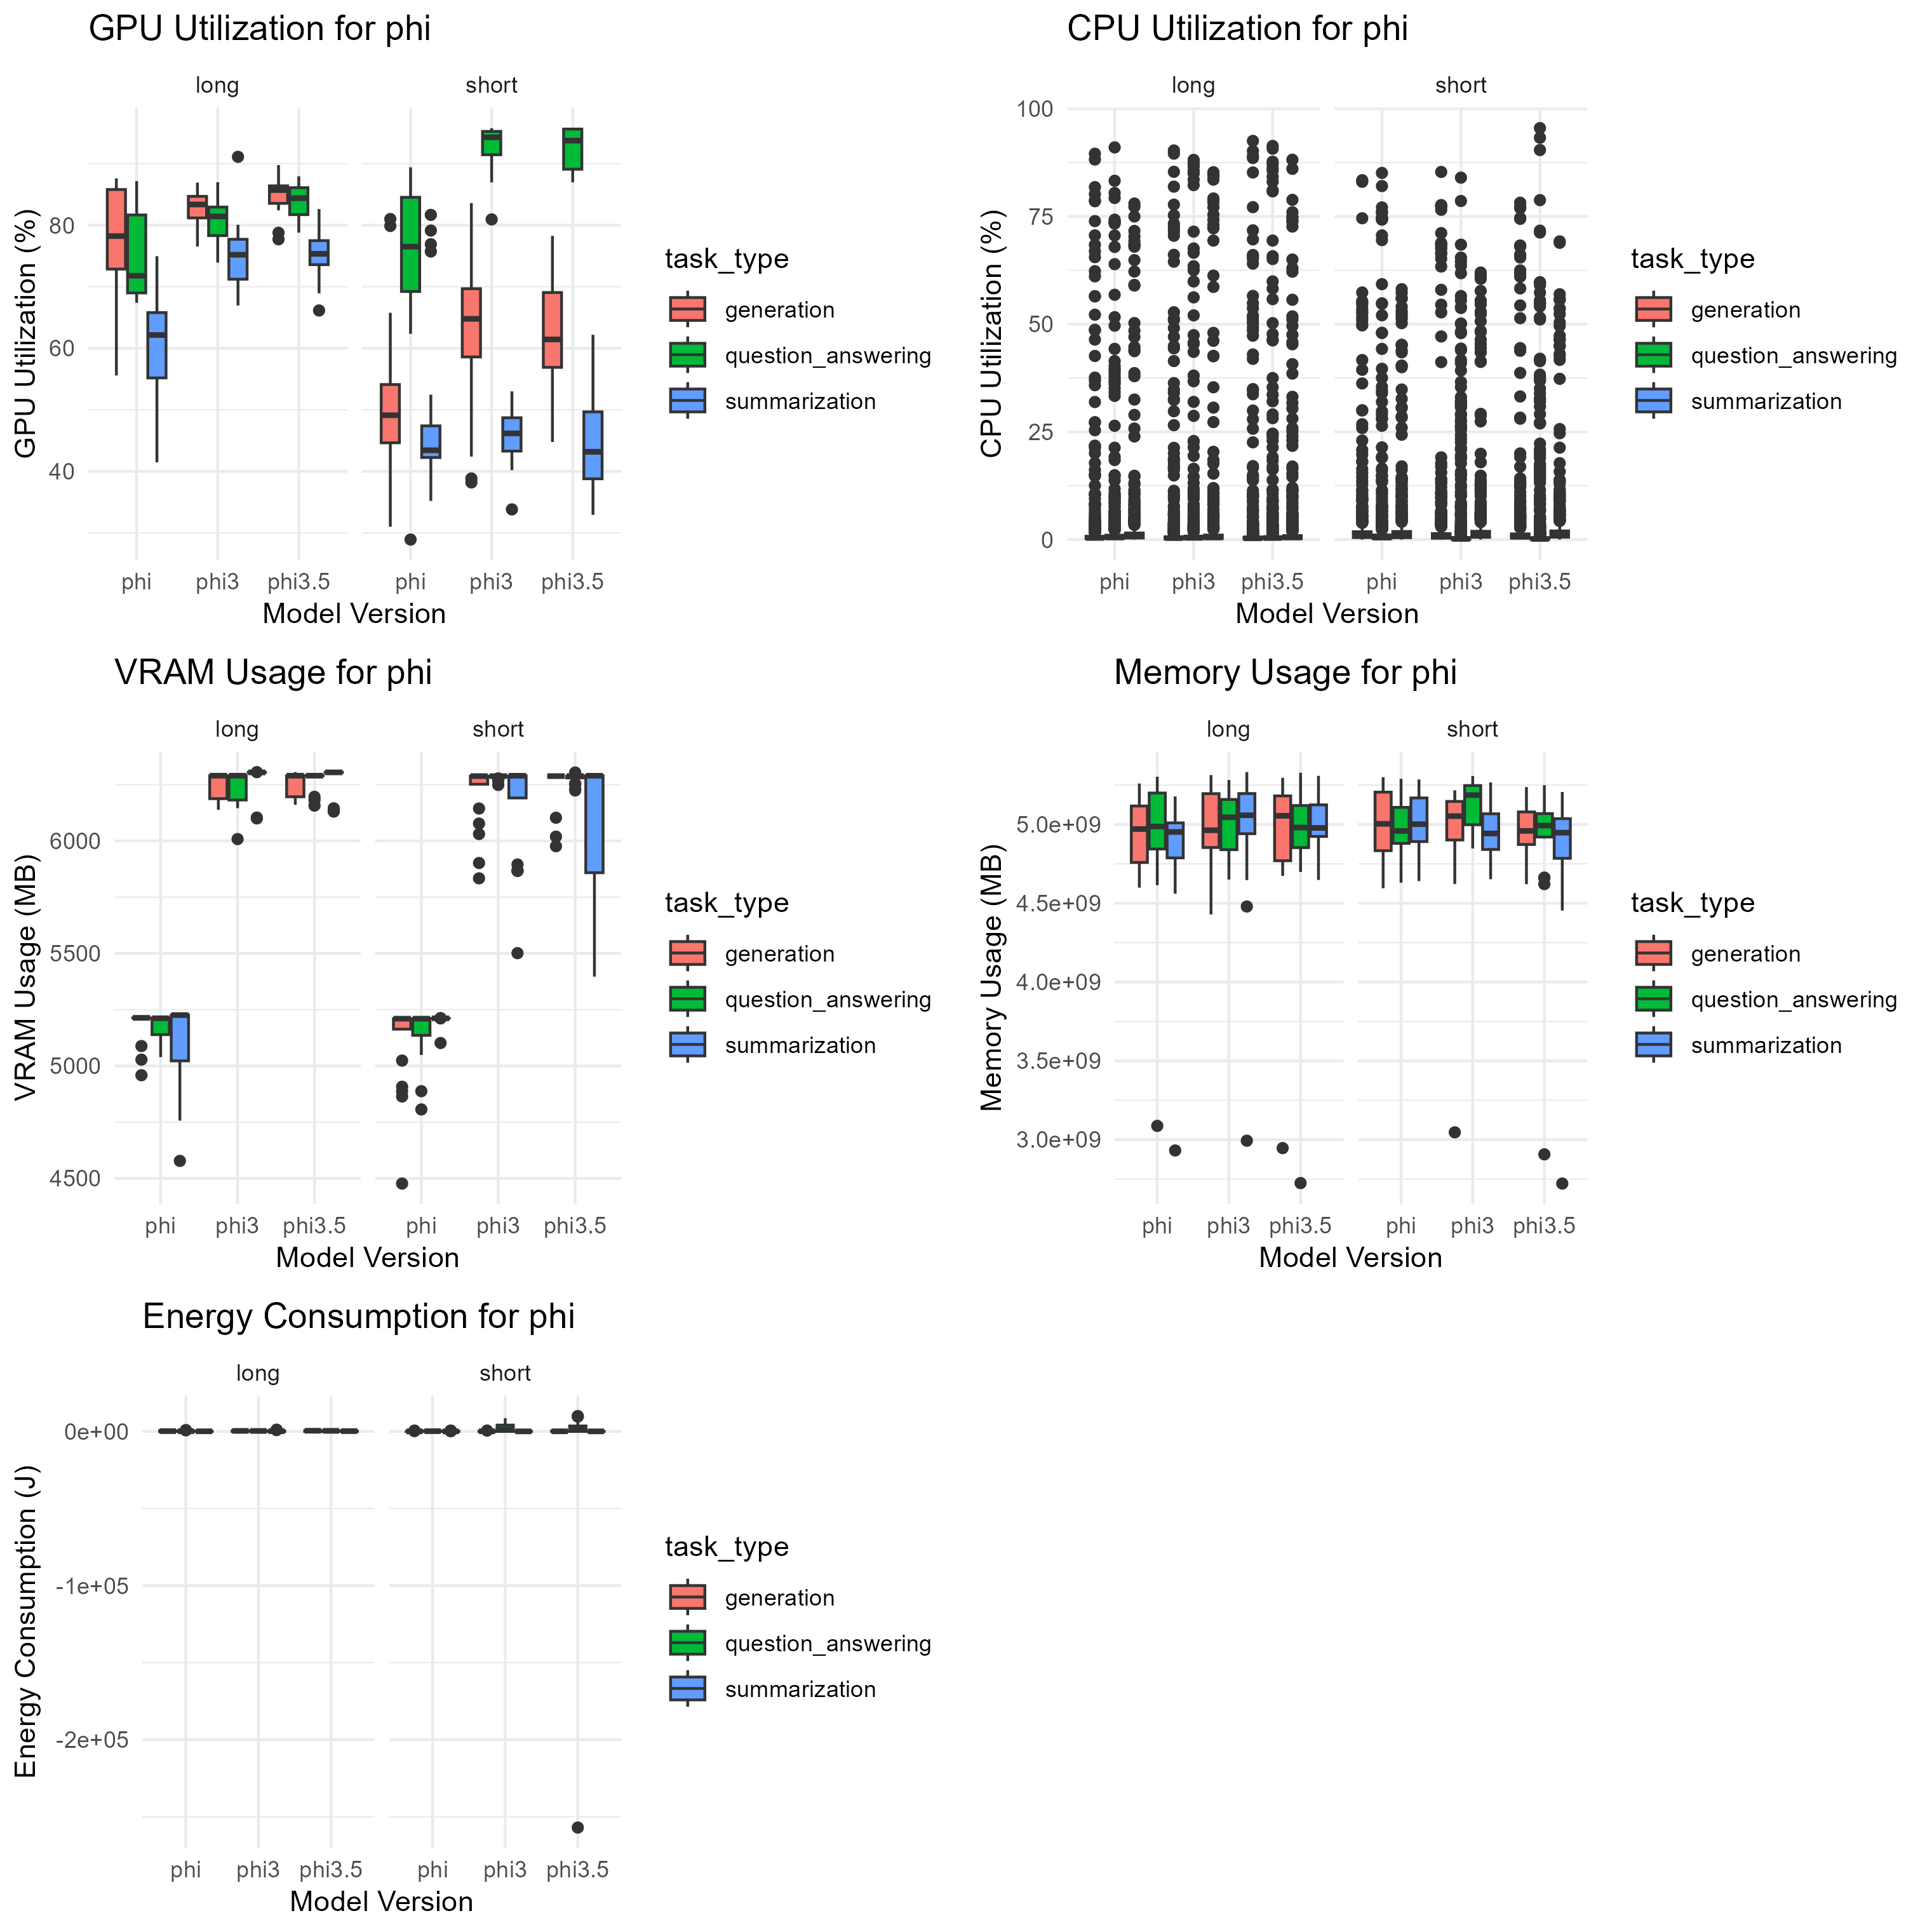 GPU Utilization for phi
long short
GPU Utilization (%)
80
60
40
phi phi3 phi3.5 phi phi3 phi3.5
Model Version
task_type
generation
question_answering
summarization
CPU Utilization for phi
long short
CPU Utilization (%)
100
75
50
25
0
phi phi3 phi3.5 phi phi3 phi3.5
Model Version
task_type
generation
question_answering
summarization
VRAM Usage for phi
long short
VRAM Usage (MB)
6000
5500
5000
4500
phi phi3 phi3.5 phi phi3 phi3.5
Model Version
task_type
generation
question_answering
summarization
Memory Usage for phi
long short
Memory Usage (MB)
5.0e+09
4.5e+09
4.0e+09
3.5e+09
3.0e+09
phi phi3 phi3.5 phi phi3 phi3.5
Model Version
task_type
generation
question_answering
summarization
Energy Consumption for phi
long short
Energy Consumption (J)
0e+00
-1e+05
-2e+05
phi phi3 phi3.5 phi phi3 phi3.5
Model Version
task_type
generation
question_answering
summarization